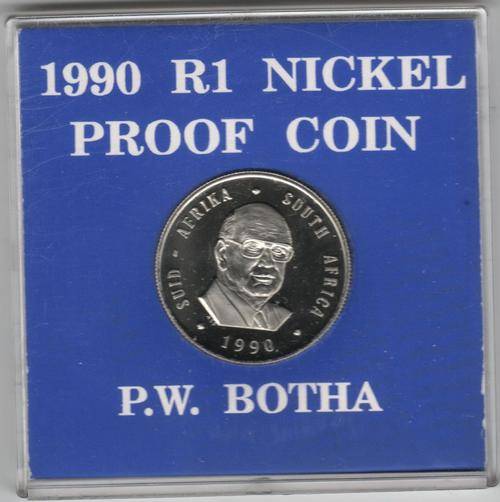 1990 R1 NICKEL
PROOF COIN
SUID - AFRIKA • SOUTH AFRICA
• 1990 •
P.W. BOTHA